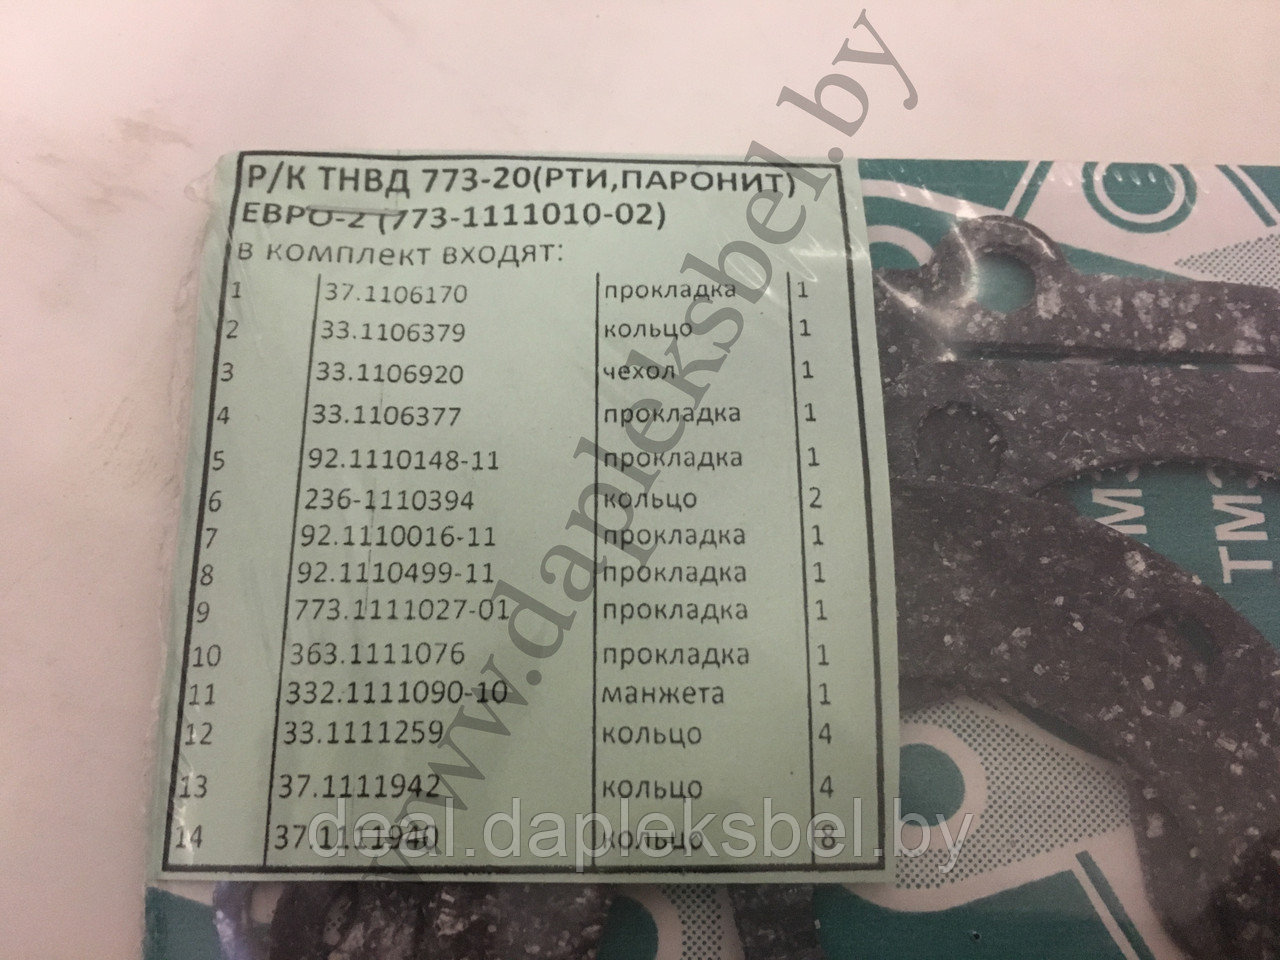 Р/К ТНВД 773-20(РТИ,ПАРОНИТ)
ЕВРО-2 (773-1111010-02)
В КОМПЛЕКТ ВХОДЯТ:
1 37.1106170 прокладка 1
2 33.1106379 кольцо 1
3 33.1106920 чехол 1
4 33.1106377 прокладка 1
5 92.1110148-11 прокладка 1
6 236-1110394 кольцо 2
7 92.1110016-11 прокладка 1
8 92.1110499-11 прокладка 1
9 773.1111027-01 прокладка 1
10 363.1111076 прокладка 1
11 332.1111090-10 манжета 1
12 33.1111259 кольцо 4
13 37.1111942 кольцо 4
14 37.1111940 кольцо 8
www.dapleksbel.by
deal.dapleksbel.by